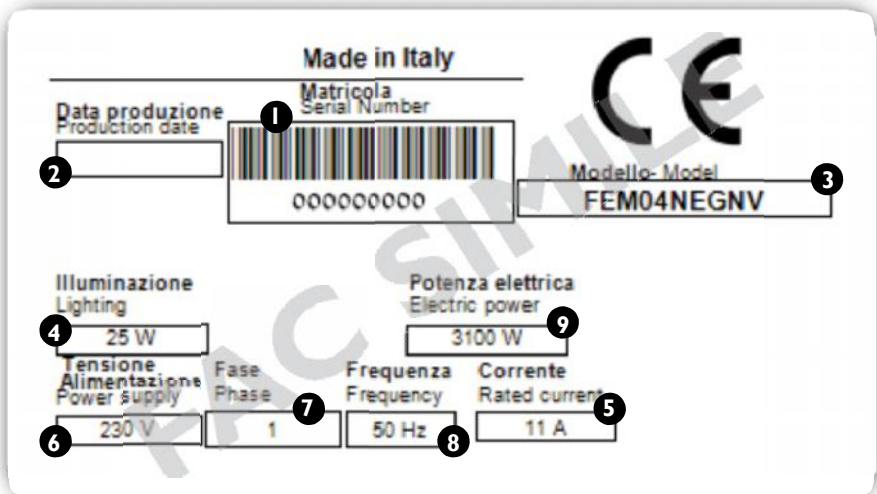 Made in Italy
CE
Matricola
Serial Number
1
Data produzione
Production date
2
000000000
Modello- Model
3
FEM04NEGNV
Illuminazione
Lighting
4
25 W
Potenza elettrica
Electric power
9
3100 W
Tensione
Alimentazione
Power supply
6
230 V
Fase
Phase
7
1
Frequenza
Frequency
8
50 Hz
Corrente
Rated current
5
11 A
FAC SIMILE